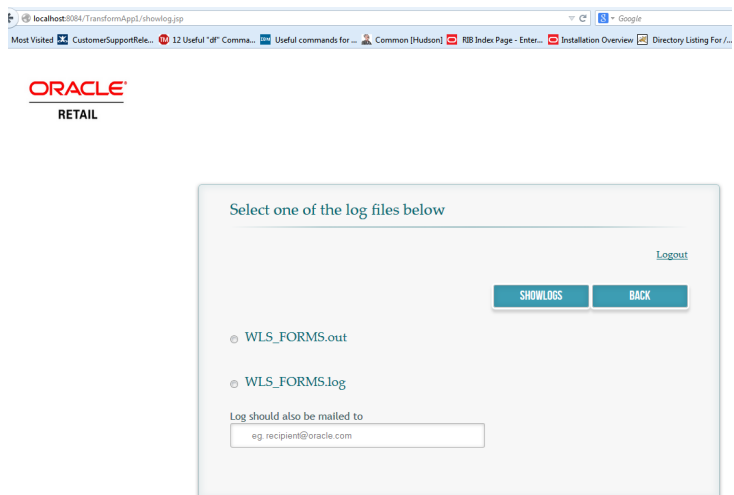 localhost:8084/TransformApp1/showlog.jsp
Google
Most Visited CustomerSupportRele... 12 Useful "df" Comma... Useful commands for ... Common [Hudson] RIB Index Page - Enter... Installation Overview Directory Listing For /...
ORACLE
RETAIL
Select one of the log files below
Logout
SHOWLOGS BACK
WLS_FORMS.out
WLS_FORMS.log
Log should also be mailed to
eg. recipient@oracle.com